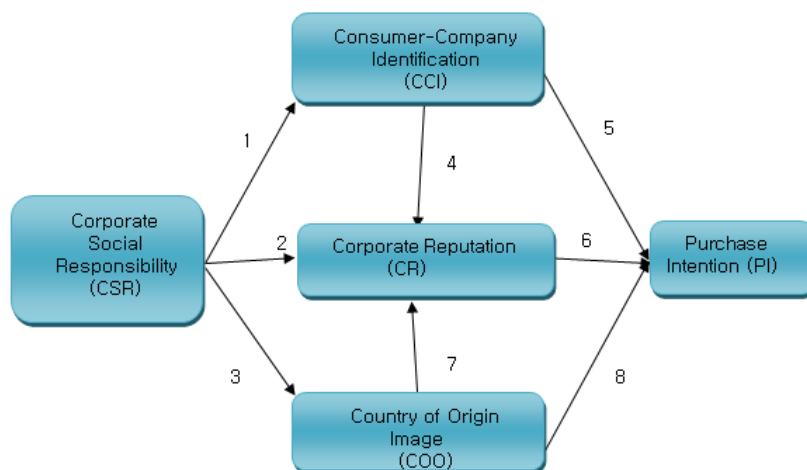 Consumer-Company
Identification
(CCI)
1
5
4
Corporate
Social
Responsibility
(CSR)
2
Corporate Reputation
(CR)
6
Purchase
Intention (PI)
3
7
8
Country of Origin
Image
(COO)